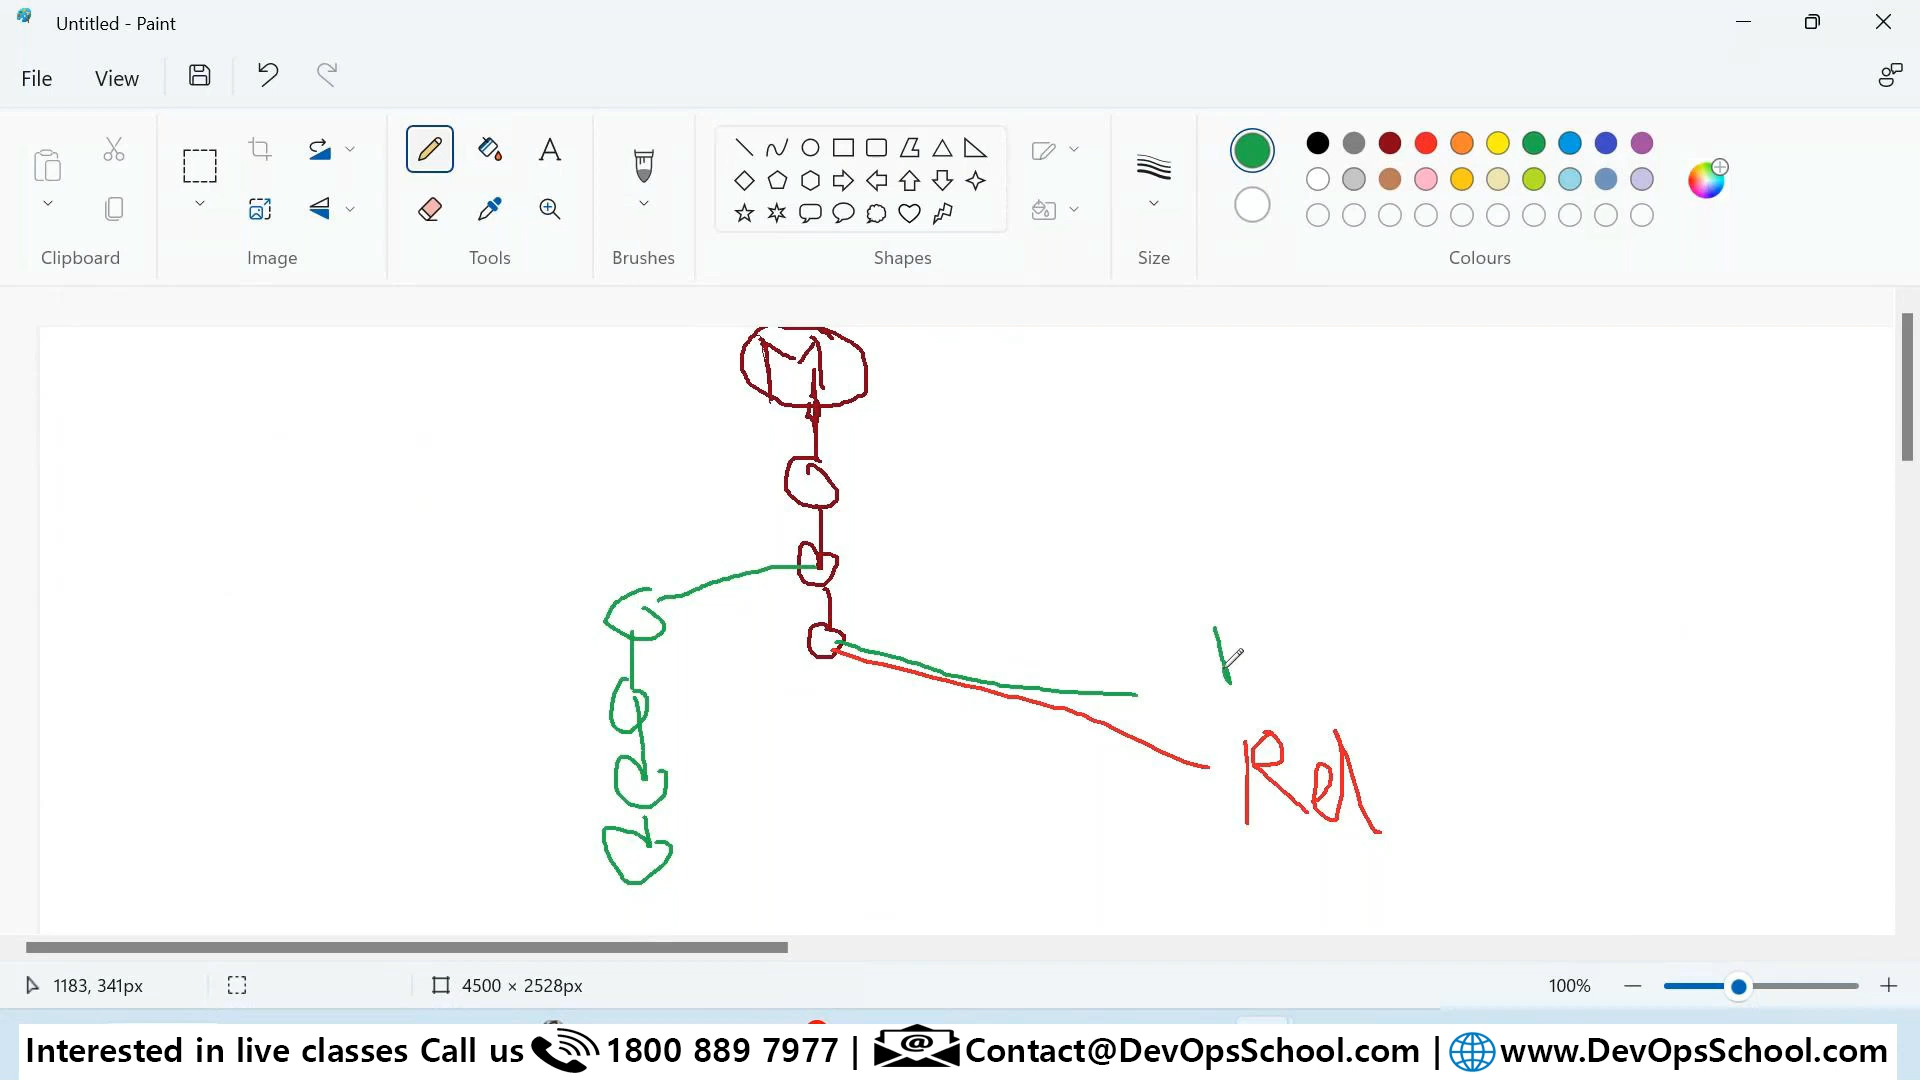 Untitled - Paint
File View
Clipboard Image Tools Brushes Shapes Size Colours
M
Rel
1183, 341px 4500 × 2528px 100%
Interested in live classes Call us 1800 889 7977 | Contact@DevOpsSchool.com | www.DevOpsSchool.com